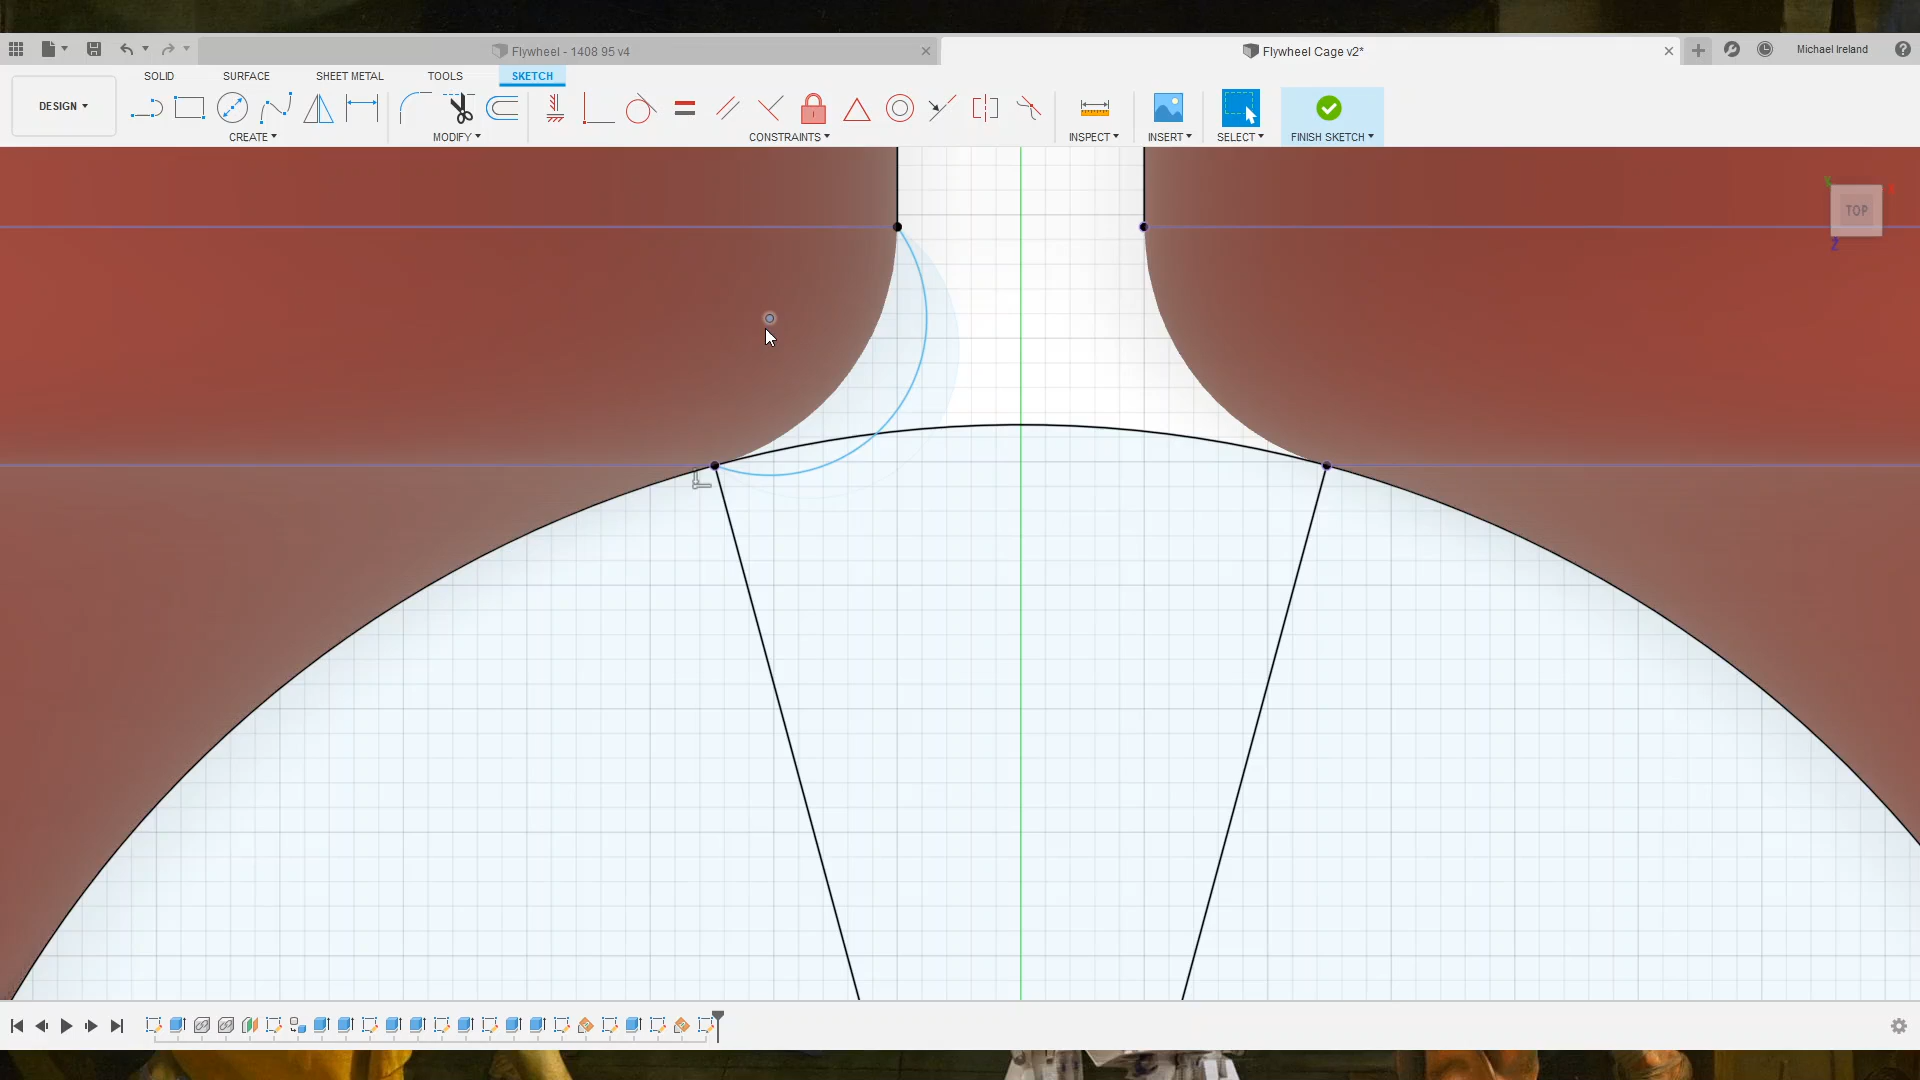 Flywheel - 1408 95 v4
Flywheel Cage v2*
Michael Ireland
SOLID
SURFACE
SHEET METAL
TOOLS
SKETCH
DESIGN
CREATE
MODIFY
CONSTRAINTS
INSPECT
INSERT
SELECT
FINISH SKETCH
Y
X
TOP
Z